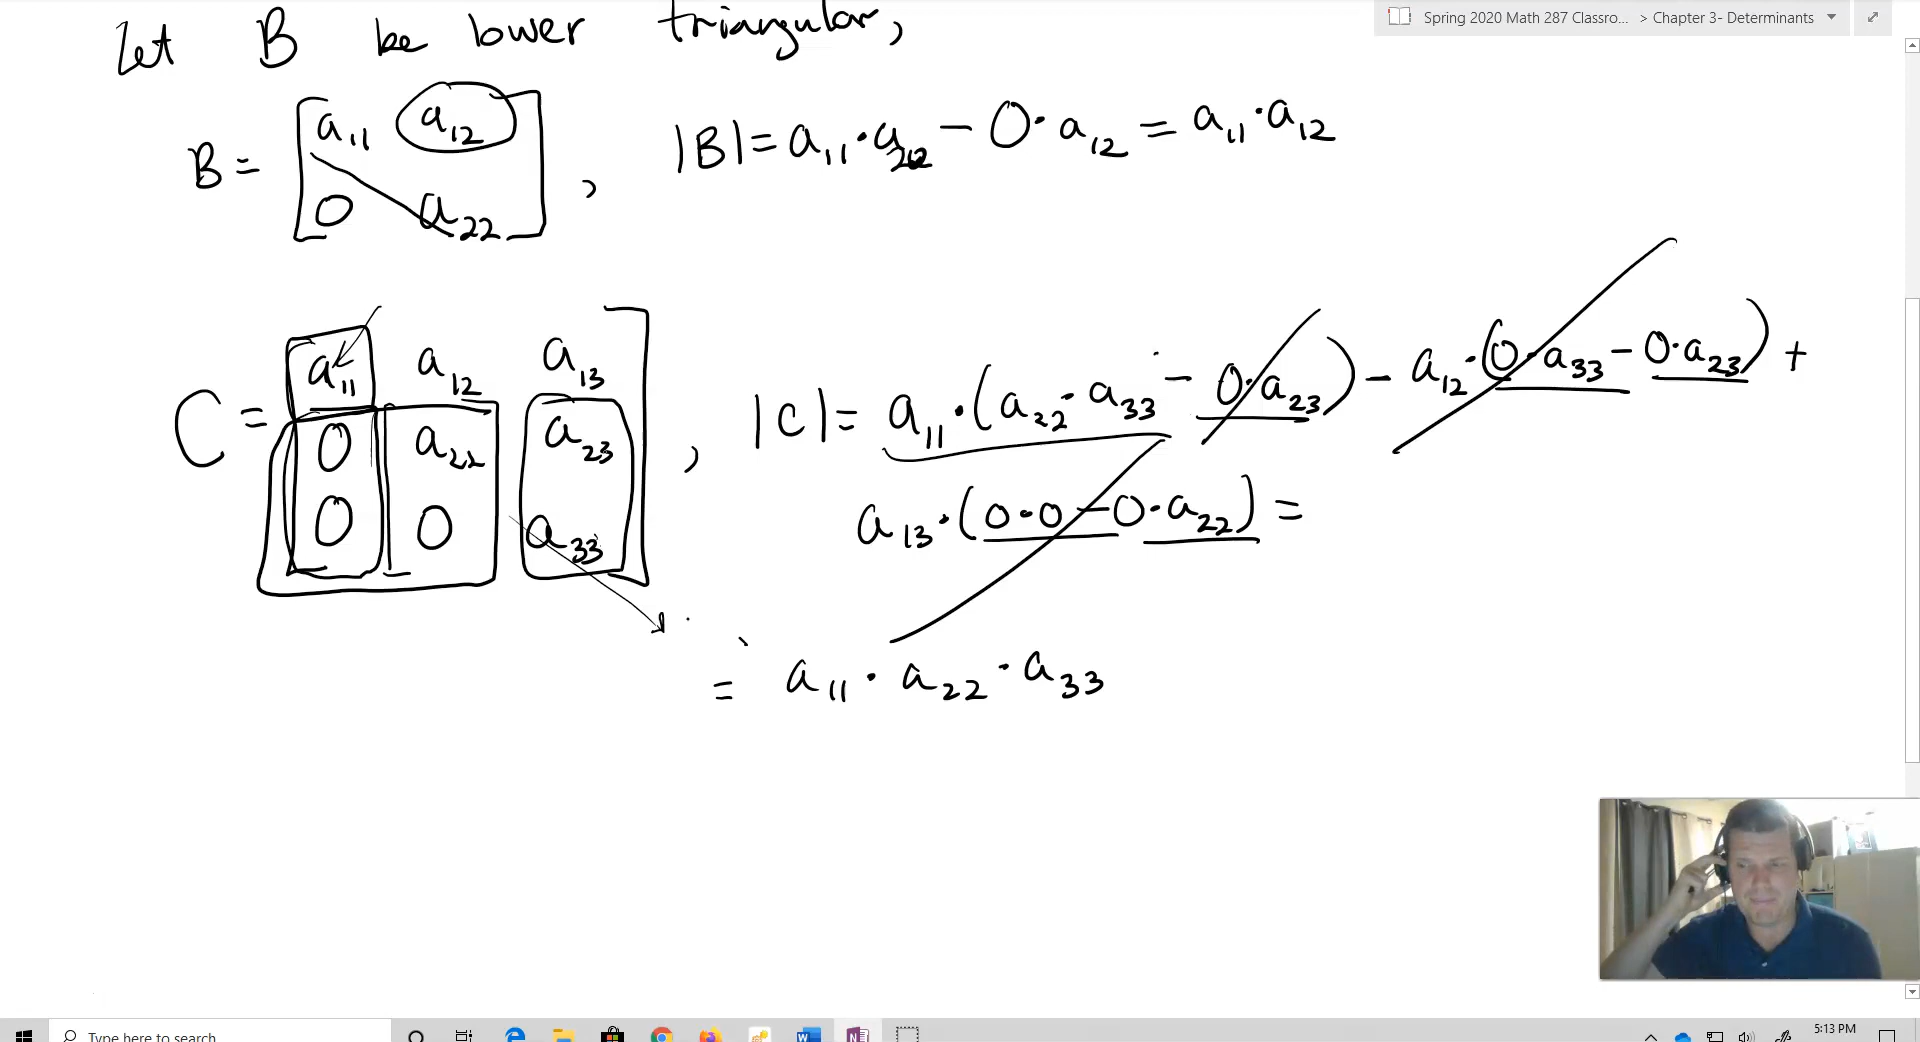 Spring 2020 Math 287 Classro... > Chapter 3- Determinants
Let B be lower triangular,
B = [ a11 a12
0 a22 ] , |B| = a11 · a22 − 0 · a12 = a11 · a12
C = [ a11 a12 a13
0 a22 a23
0 0 a33 ] , |C| = a11 · (a22 · a33 − 0 · a23) − a12 · (0 · a33 − 0 · a23) +
a13 · (0 · 0 − 0 · a22) =
= a11 · a22 · a33
Type here to search
5:13 PM